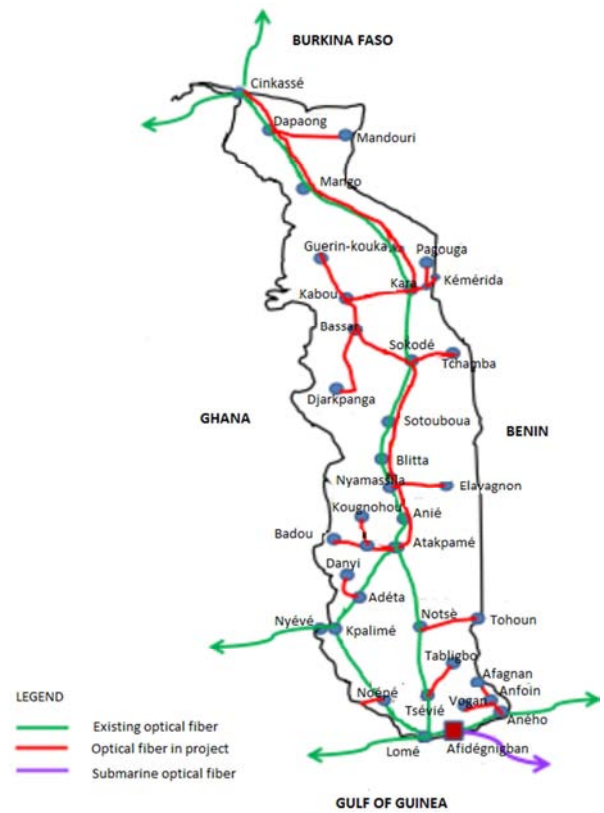 BURKINA FASO
Cinkassé
Dapaong
Mandouri
Mango
Guerin-kouka
Pagouga
Kara
Kémérida
Kabou
Bassar
Sokodé
Tchamba
Djarkpanga
GHANA
Sotouboua
BENIN
Blitta
Nyamassila
Elavagnon
Kougnohou
Anié
Badou
Atakpamé
Danyi
Adéta
Nyévé
Kpalimé
Notsè
Tohoun
Tabligbo
Afagnan
Noépé
Vogan
Anfoin
Tsévié
Aného
Lomé
Afidégnigban
LEGEND
Existing optical fiber
Optical fiber in project
Submarine optical fiber
GULF OF GUINEA